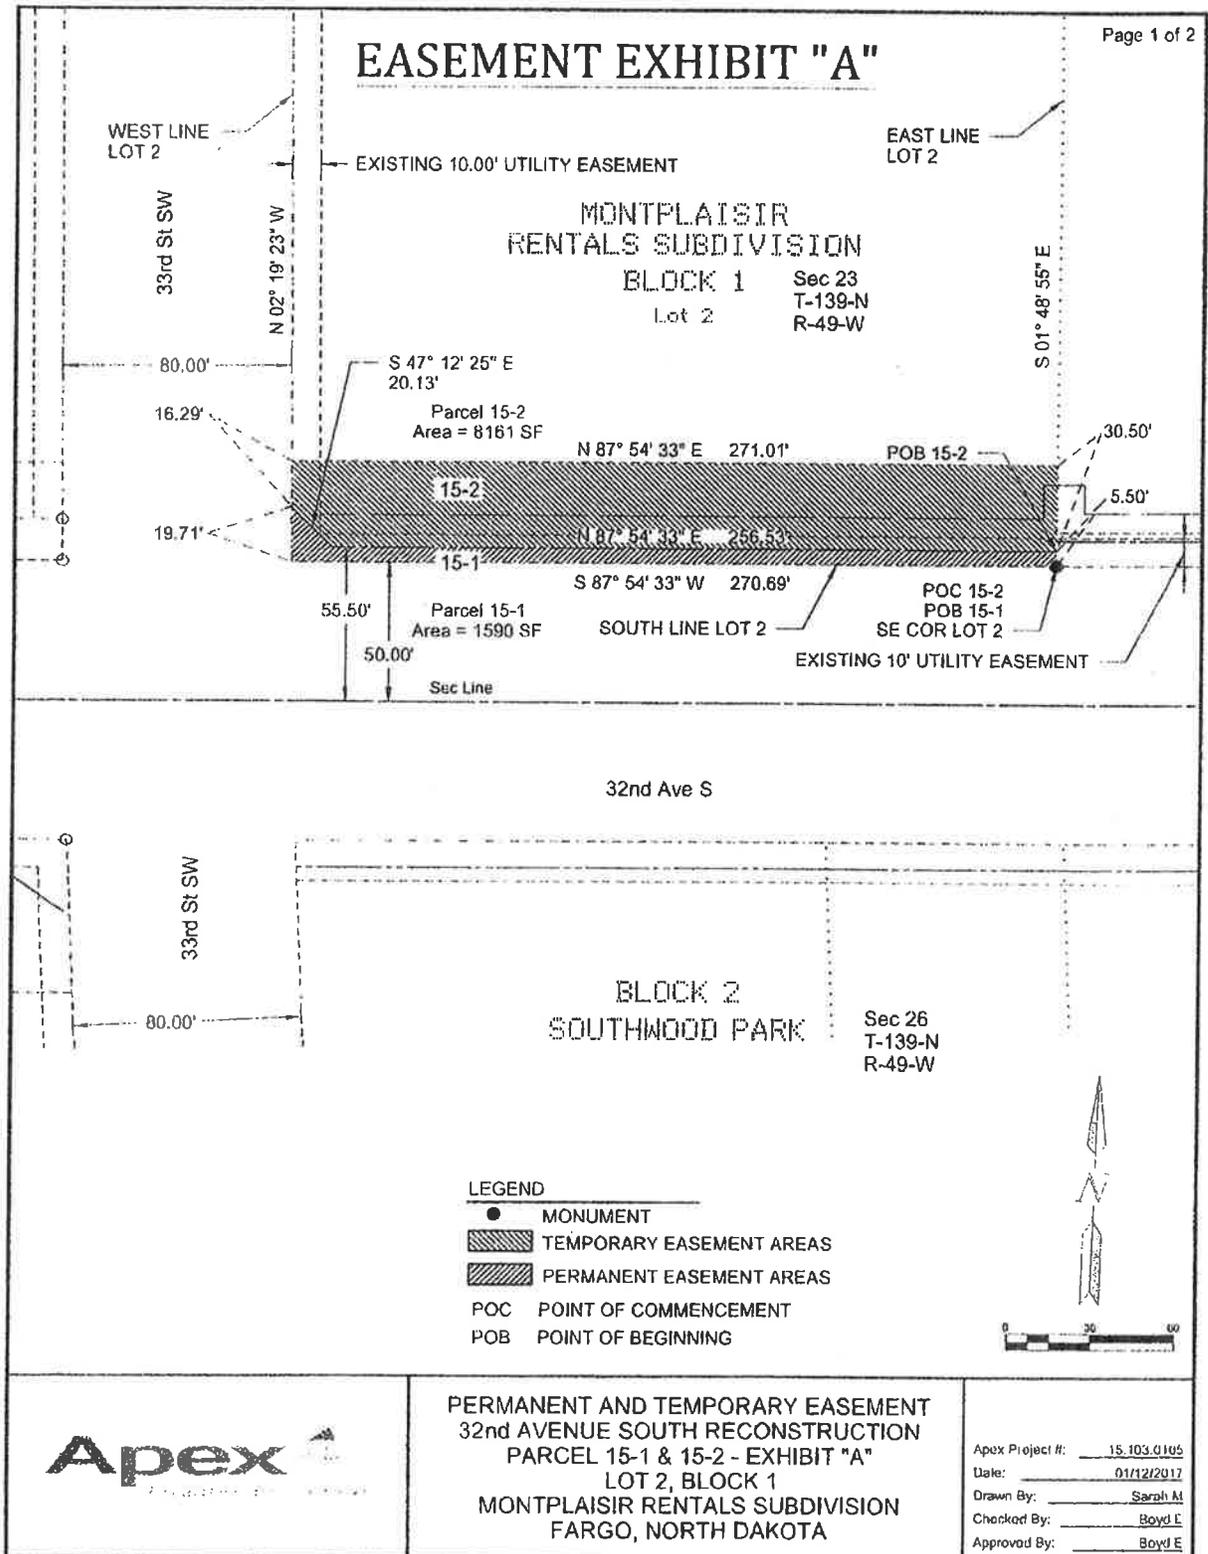 Page 1 of 2
EASEMENT EXHIBIT "A"
WEST LINE
LOT 2
EAST LINE
LOT 2
EXISTING 10.00' UTILITY EASEMENT
33rd St SW
N 02° 19' 23" W
MONTPLAISIR
RENTALS SUBDIVISION
BLOCK 1
Lot 2
Sec 23
T-139-N
R-49-W
S 01° 48' 55" E
80.00'
S 47° 12' 25" E
20.13'
16.29'
Parcel 15-2
Area = 8161 SF
N 87° 54' 33" E 271.01'
POB 15-2
30.50'
15-2
5.50'
19.71'
N 87° 54' 33" E 256.53'
15-1
S 87° 54' 33" W 270.69'
55.50'
Parcel 15-1
Area = 1590 SF
50.00'
SOUTH LINE LOT 2
POC 15-2
POB 15-1
SE COR LOT 2
EXISTING 10' UTILITY EASEMENT
Sec Line
32nd Ave S
33rd St SW
80.00'
BLOCK 2
SOUTHWOOD PARK
Sec 26
T-139-N
R-49-W
N
LEGEND
MONUMENT
TEMPORARY EASEMENT AREAS
PERMANENT EASEMENT AREAS
POC POINT OF COMMENCEMENT
POB POINT OF BEGINNING
0 30 60
Apex
PERMANENT AND TEMPORARY EASEMENT
32nd AVENUE SOUTH RECONSTRUCTION
PARCEL 15-1 & 15-2 - EXHIBIT "A"
LOT 2, BLOCK 1
MONTPLAISIR RENTALS SUBDIVISION
FARGO, NORTH DAKOTA
Apex Project #: 15.103.0105
Date: 01/12/2017
Drawn By: Sarah M
Checked By: Boyd E
Approved By: Boyd E